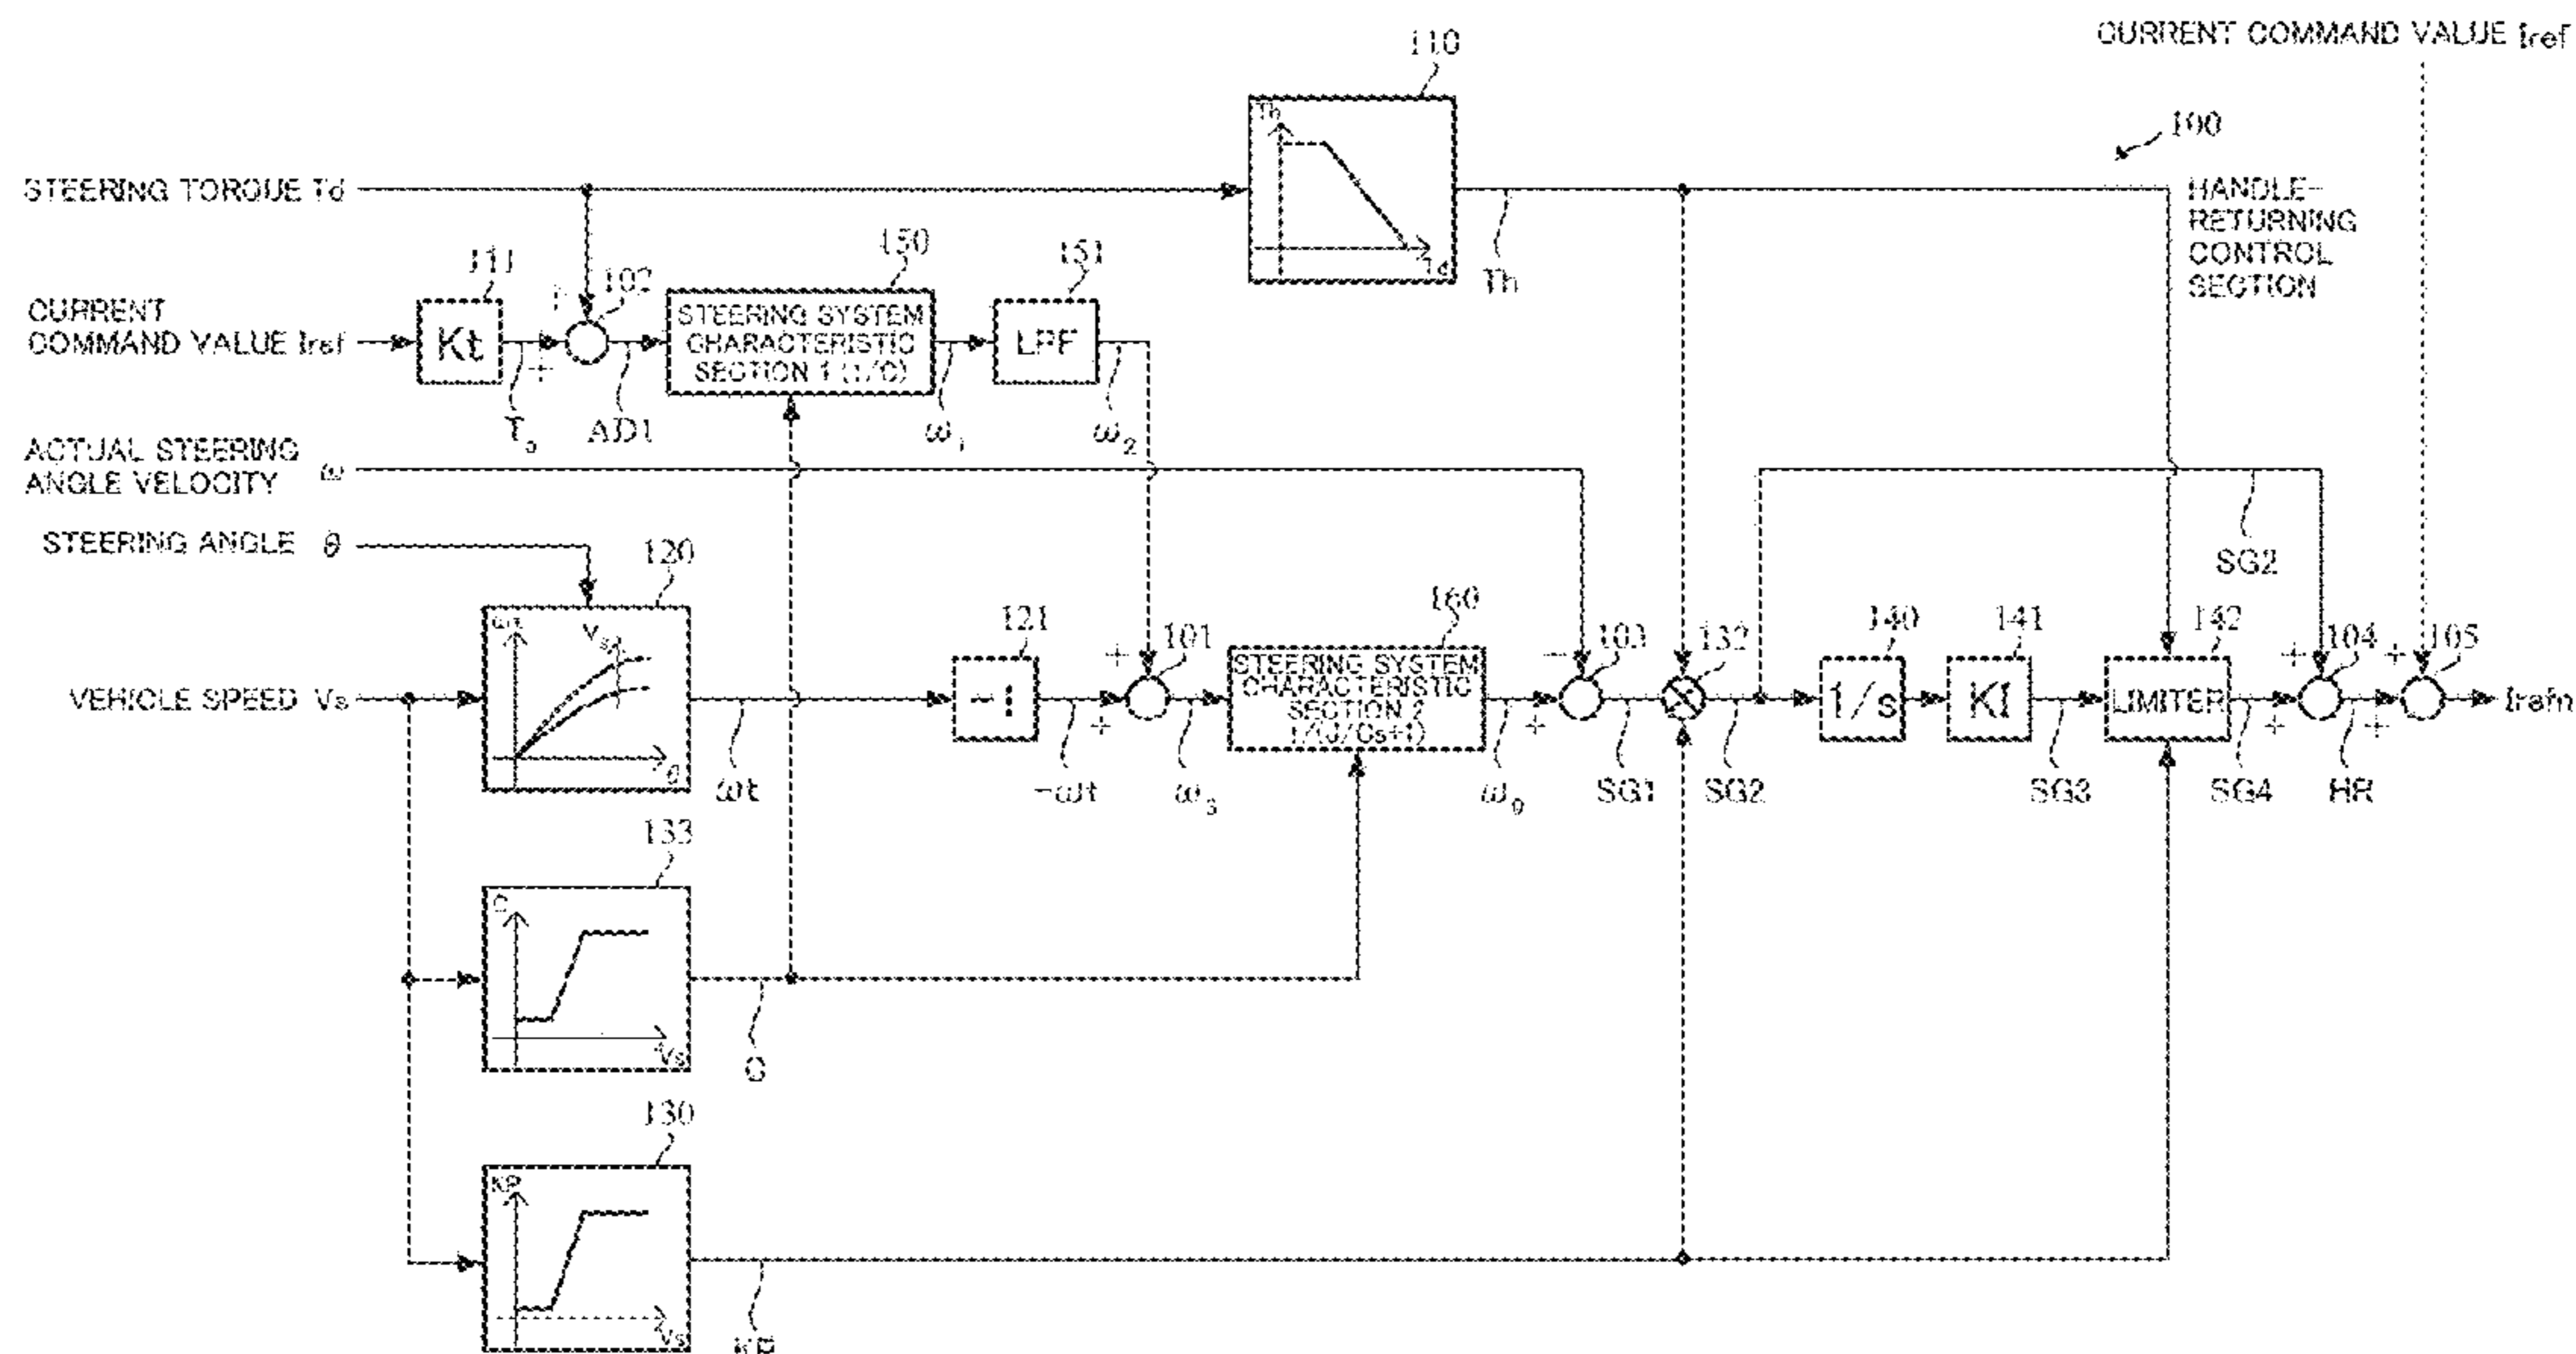 CURRENT COMMAND VALUE Iref
110
100
Th
Td
STEERING TORQUE Td
HANDLE-
RETURNING
CONTROL
SECTION
Th
111
102
150
151
CURRENT
COMMAND VALUE Iref
Kt
+
+
STEERING SYSTEM
CHARACTERISTIC
SECTION 1 (1/C)
LPF
AD1
ω1
ω2
ACTUAL STEERING
ANGLE VELOCITY ω
STEERING ANGLE θ
SG2
120
ωt
Vs
θ
VEHICLE SPEED Vs
121
-1
+
101
+
160
STEERING SYSTEM
CHARACTERISTIC
SECTION 2
1/(J/Cs+1)
-
103
+
132
140
1/s
141
KI
142
LIMITER
+
104
+
+
105
+
Irefn
ωt
-ωt
ω3
ω0
SG1
SG2
SG3
SG4
HR
133
C
Vs
C
130
KP
Vs
KP